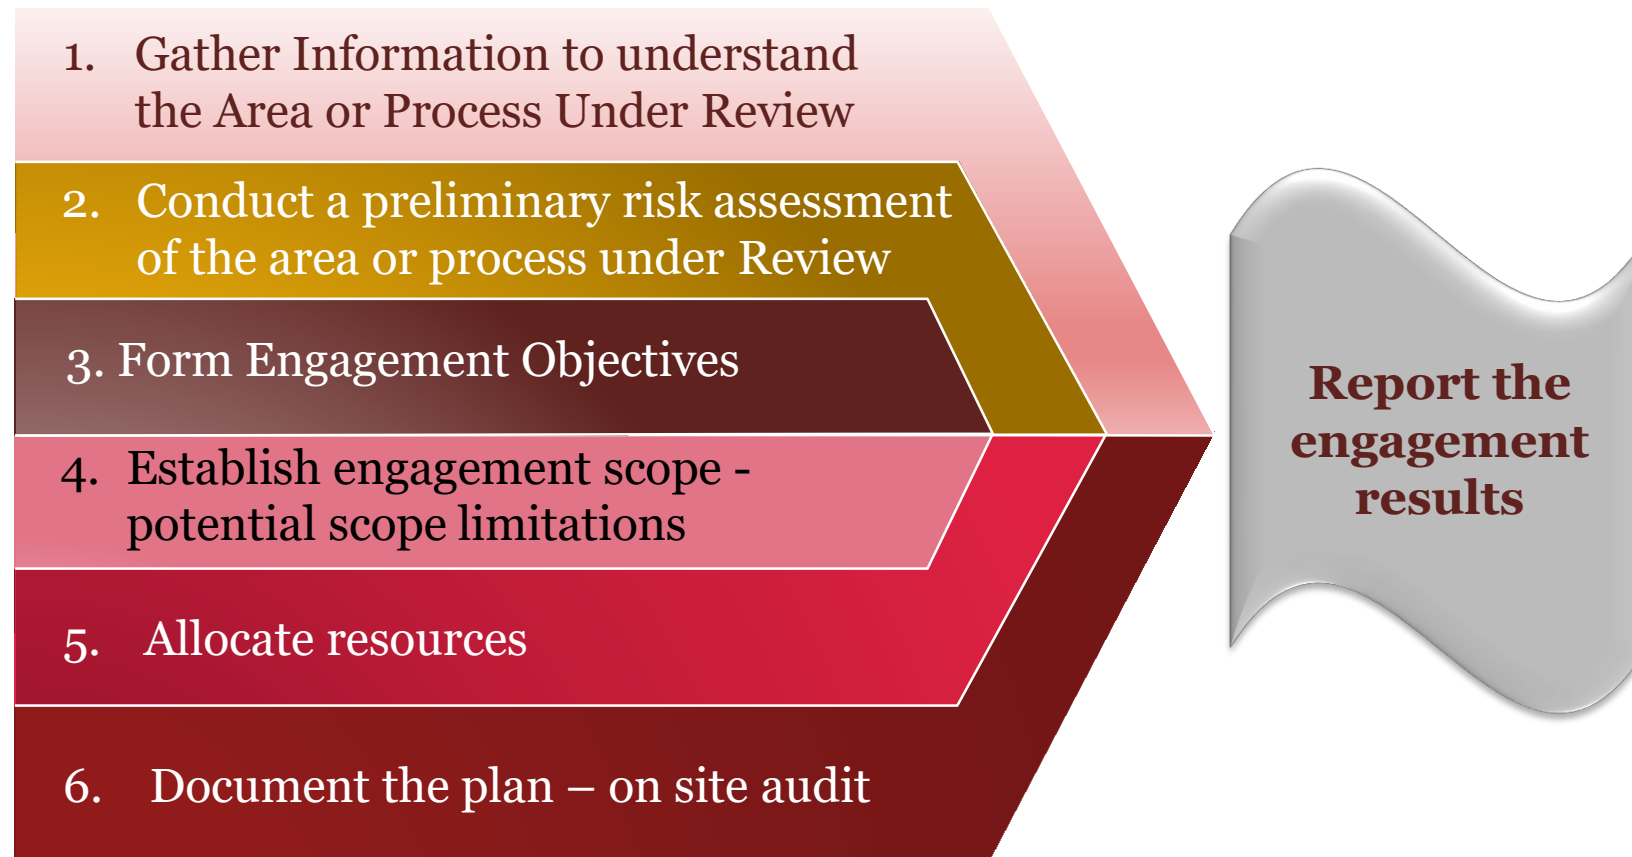 1. Gather Information to understand
the Area or Process Under Review
2. Conduct a preliminary risk assessment
of the area or process under Review
3. Form Engagement Objectives
4. Establish engagement scope -
potential scope limitations
5. Allocate resources
6. Document the plan – on site audit
Report the
engagement
results